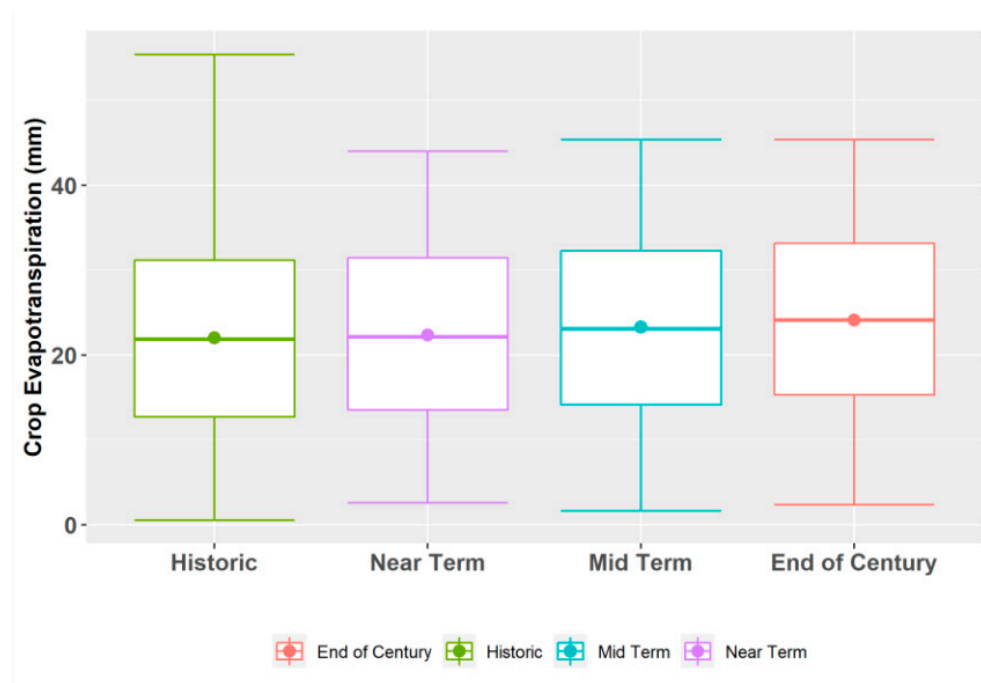 Crop Evapotranspiration (mm)
40
20
0
Historic
Near Term
Mid Term
End of Century
End of Century
Historic
Mid Term
Near Term